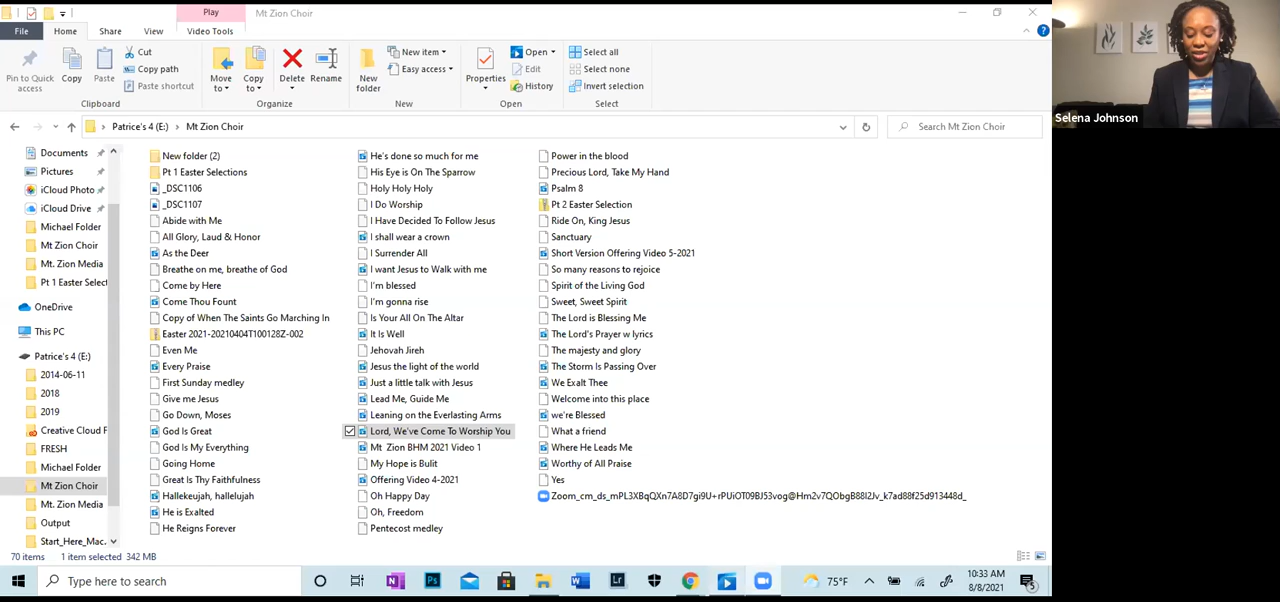 Play
Mt Zion Choir
File
Home
Share
View
Video Tools
Pin to Quick access
Copy
Paste
Cut
Copy path
Paste shortcut
Clipboard
Move to
Copy to
Delete
Rename
Organize
New folder
New item
Easy access
New
Properties
Open
Edit
History
Open
Select all
Select none
Invert selection
Select
Patrice's 4 (E:) > Mt Zion Choir
Search Mt Zion Choir
Documents
Pictures
iCloud Photo
iCloud Drive
Michael Folder
Mt Zion Choir
Mt. Zion Media
Pt 1 Easter Select
OneDrive
This PC
Patrice's 4 (E:)
2014-06-11
2018
2019
Creative Cloud F
FRESH
Michael Folder
Mt Zion Choir
Mt. Zion Media
Output
Start_Here_Mac.
New folder (2)
Pt 1 Easter Selections
_DSC1106
_DSC1107
Abide with Me
All Glory, Laud & Honor
As the Deer
Breathe on me, breathe of God
Come by Here
Come Thou Fount
Copy of When The Saints Go Marching In
Easter 2021-20210404T100128Z-002
Even Me
Every Praise
First Sunday medley
Give me Jesus
Go Down, Moses
God Is Great
God Is My Everything
Going Home
Great Is Thy Faithfulness
Hallekeujah, hallelujah
He is Exalted
He Reigns Forever
He's done so much for me
His Eye is On The Sparrow
Holy Holy Holy
I Do Worship
I Have Decided To Follow Jesus
I shall wear a crown
I Surrender All
I want Jesus to Walk with me
I'm blessed
I'm gonna rise
Is Your All On The Altar
It Is Well
Jehovah Jireh
Jesus the light of the world
Just a little talk with Jesus
Lead Me, Guide Me
Leaning on the Everlasting Arms
Lord, We've Come To Worship You
Mt Zion BHM 2021 Video 1
My Hope is Bulit
Offering Video 4-2021
Oh Happy Day
Oh, Freedom
Pentecost medley
Power in the blood
Precious Lord, Take My Hand
Psalm 8
Pt 2 Easter Selection
Ride On, King Jesus
Sanctuary
Short Version Offering Video 5-2021
So many reasons to rejoice
Spirit of the Living God
Sweet, Sweet Spirit
The Lord is Blessing Me
The Lord's Prayer w lyrics
The majesty and glory
The Storm Is Passing Over
We Exalt Thee
Welcome into this place
we're Blessed
What a friend
Where He Leads Me
Worthy of All Praise
Yes
70 items
1 item selected 342 MB
Type here to search
75°F
10:33 AM
8/8/2021
Selena Johnson